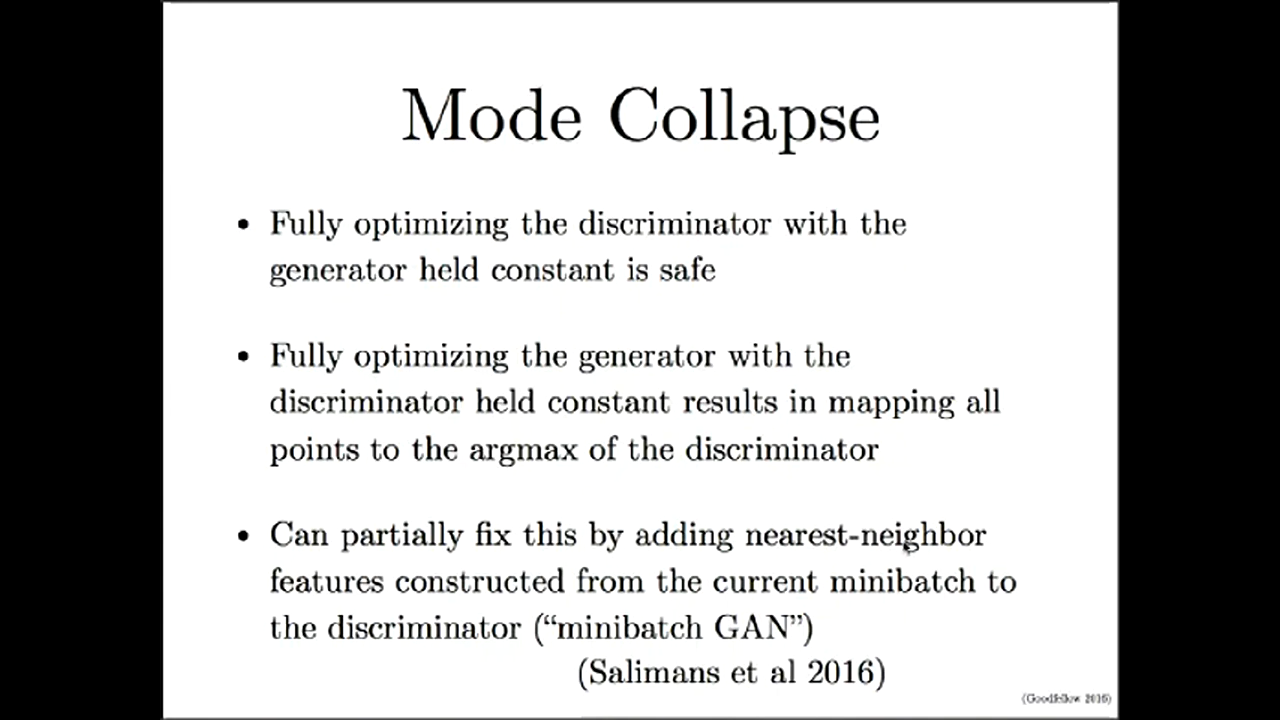 Mode Collapse
• Fully optimizing the discriminator with the
generator held constant is safe
• Fully optimizing the generator with the
discriminator held constant results in mapping all
points to the argmax of the discriminator
• Can partially fix this by adding nearest-neighbor
features constructed from the current minibatch to
the discriminator (“minibatch GAN”)
(Salimans et al 2016)
(Goodfellow 2016)